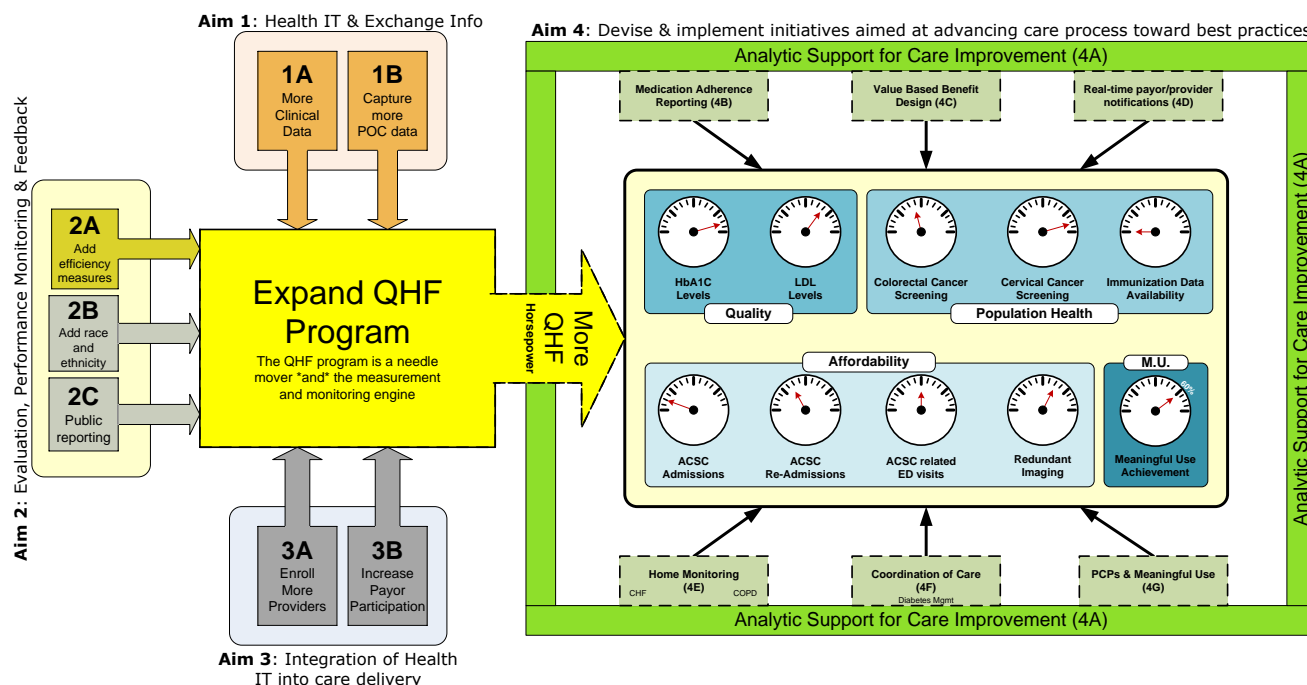 Aim 1: Health IT & Exchange Info
1A
More
Clinical
Data
1B
Capture
more
POC data
Aim 2: Evaluation, Performance Monitoring & Feedback
2A
Add
efficiency
measures
2B
Add race
and
ethnicity
2C
Public
reporting
Expand QHF
Program
The QHF program is a needle
mover *and* the measurement
and monitoring engine
More
QHF
Horsepower
3A
Enroll
More
Providers
3B
Increase
Payor
Participation
Aim 3: Integration of Health
IT into care delivery
Aim 4: Devise & implement initiatives aimed at advancing care process toward best practices
Analytic Support for Care Improvement (4A)
Medication Adherence
Reporting (4B)
Value Based Benefit
Design (4C)
Real-time payor/provider
notifications (4D)
HbA1C
Levels
LDL
Levels
Quality
Colorectal Cancer
Screening
Cervical Cancer
Screening
Immunization Data
Availability
Population Health
Affordability
ACSC
Admissions
ACSC
Re-Admissions
ACSC related
ED visits
Redundant
Imaging
M.U.
60%
Meaningful Use
Achievement
Home Monitoring
(4E)
CHF
COPD
Coordination of Care
(4F)
Diabetes Mgmt
PCPs & Meaningful Use
(4G)
Analytic Support for Care Improvement (4A)
Analytic Support for Care Improvement (4A)
Analytic Support for Care Improvement (4A)